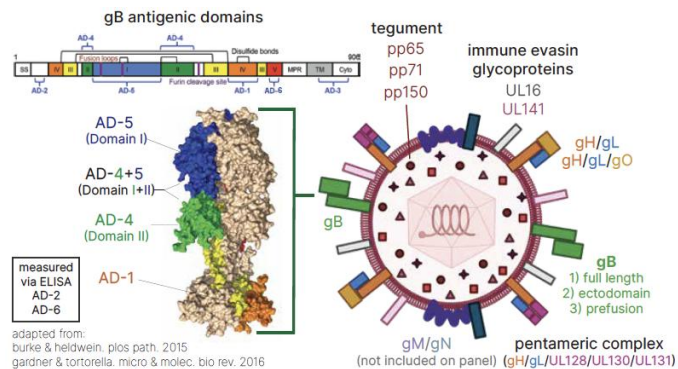 gB antigenic domains
AD-4
AD-4
Disulfide bonds
Fusion loops
1
SS
IV
III
II
I
II
III
IV
III
V
MPR
TM
Cyto
Furin cleavage site
AD-2
AD-5
AD-1
AD-6
AD-3
AD-5
(Domain I)
AD-4+5
(Domain I+II)
AD-4
(Domain II)
AD-1
measured
via ELISA
AD-2
AD-6
adapted from:
burke & heldwein. plos path. 2015
gardner & tortorella. micro & molec. bio rev. 2016
tegument
pp65
pp71
pp150
immune evasin
glycoproteins
UL16
UL141
gH/gL
gH/gL/gO
gB
gB
1) full length
2) ectodomain
3) prefusion
gM/gN
(not included on panel)
pentameric complex
(gH/gL/UL128/UL130/UL131)